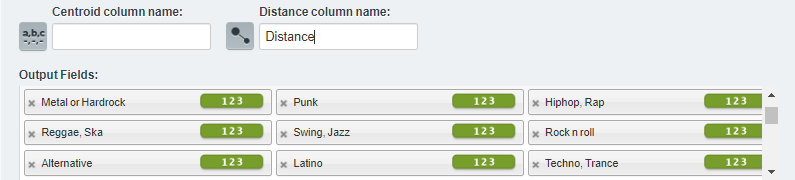 Centroid column name: Distance column name:
a,b,c Distance
Output Fields:
Metal or Hardrock 123 Punk 123 Hiphop, Rap 123
Reggae, Ska 123 Swing, Jazz 123 Rock n roll 123
Alternative 123 Latino 123 Techno, Trance 123